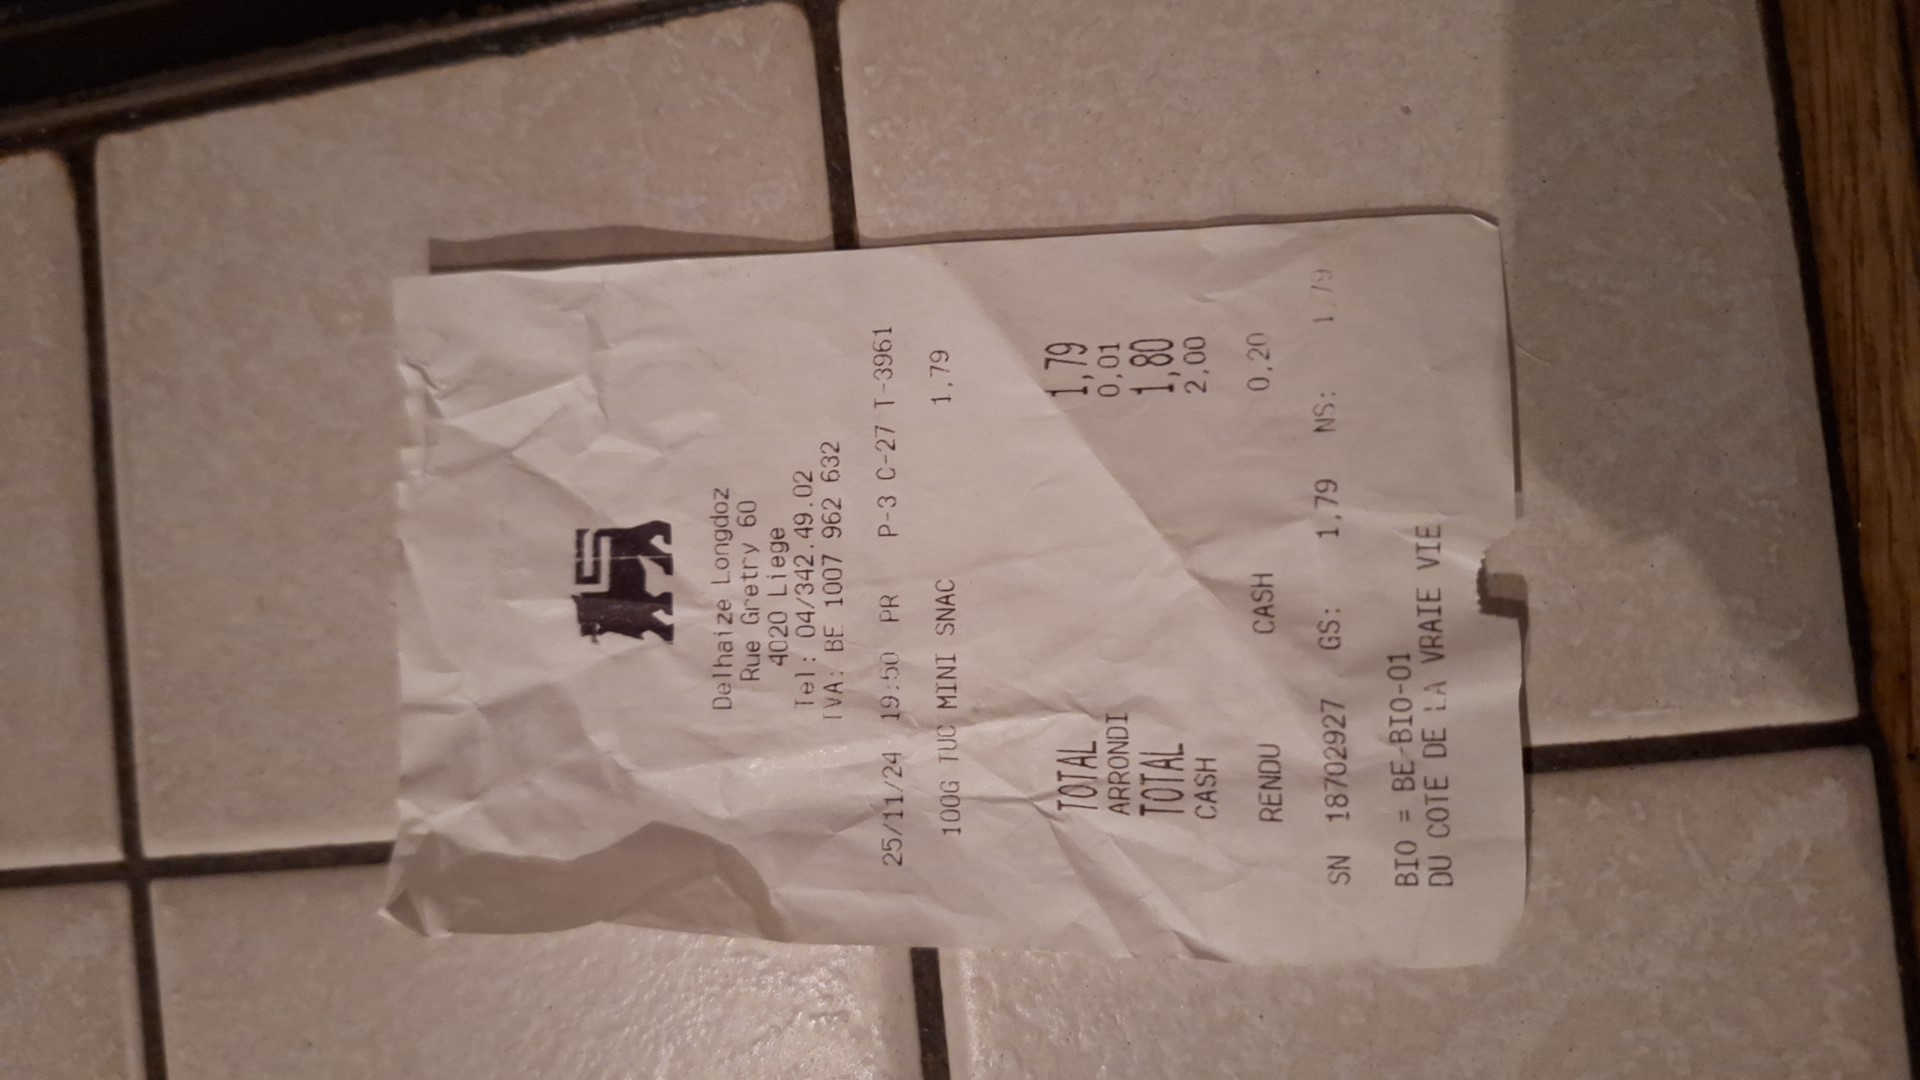 Delhaize Longdoz
Rue Gretry 60
4020 Liege
Tel : 04/342.49.02
TVA: BE 1007 962 632
25/11/24 19:50 PR P-3 C-27 T-3961
100G TUC MINI SNAC 1,79
TOTAL 1,79
ARRONDI 0,01
TOTAL 1,80
CASH 2,00
RENDU CASH 0,20
SN 18702927 GS: 1,79 NS: 1,79
BIO = BE-BIO-01
DU COTE DE LA VRAIE VIE